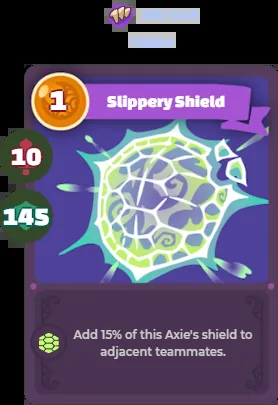 1
Slippery Shield
10
145
Add 15% of this Axie's shield to
adjacent teammates.